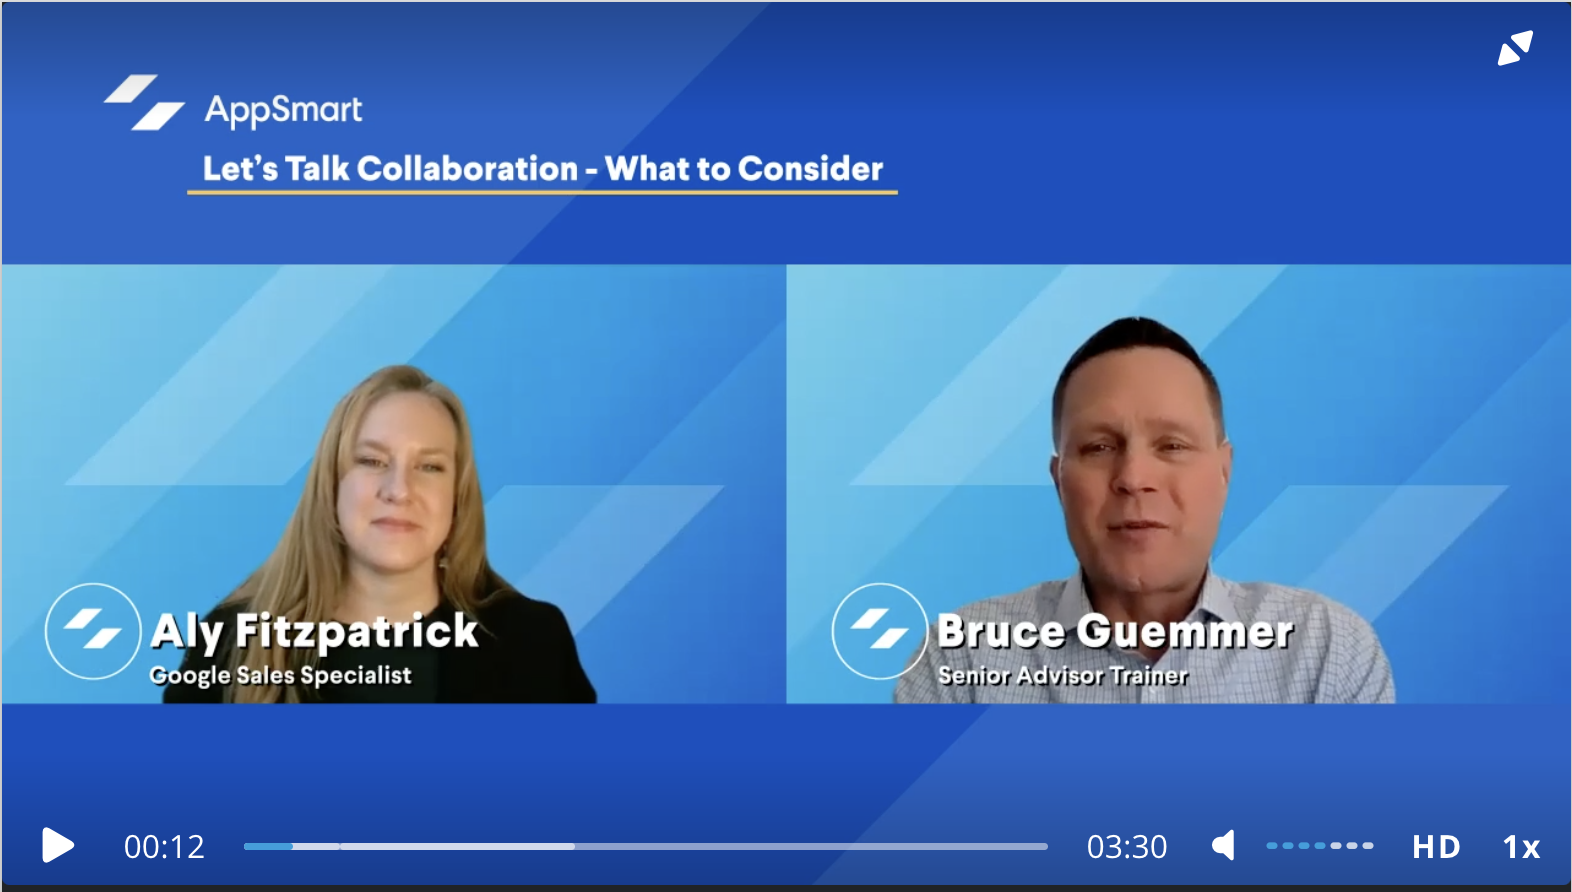 AppSmart
Let's Talk Collaboration - What to Consider
Aly Fitzpatrick
Google Sales Specialist
Bruce Guemmer
Senior Advisor Trainer
00:12
03:30
HD
1x